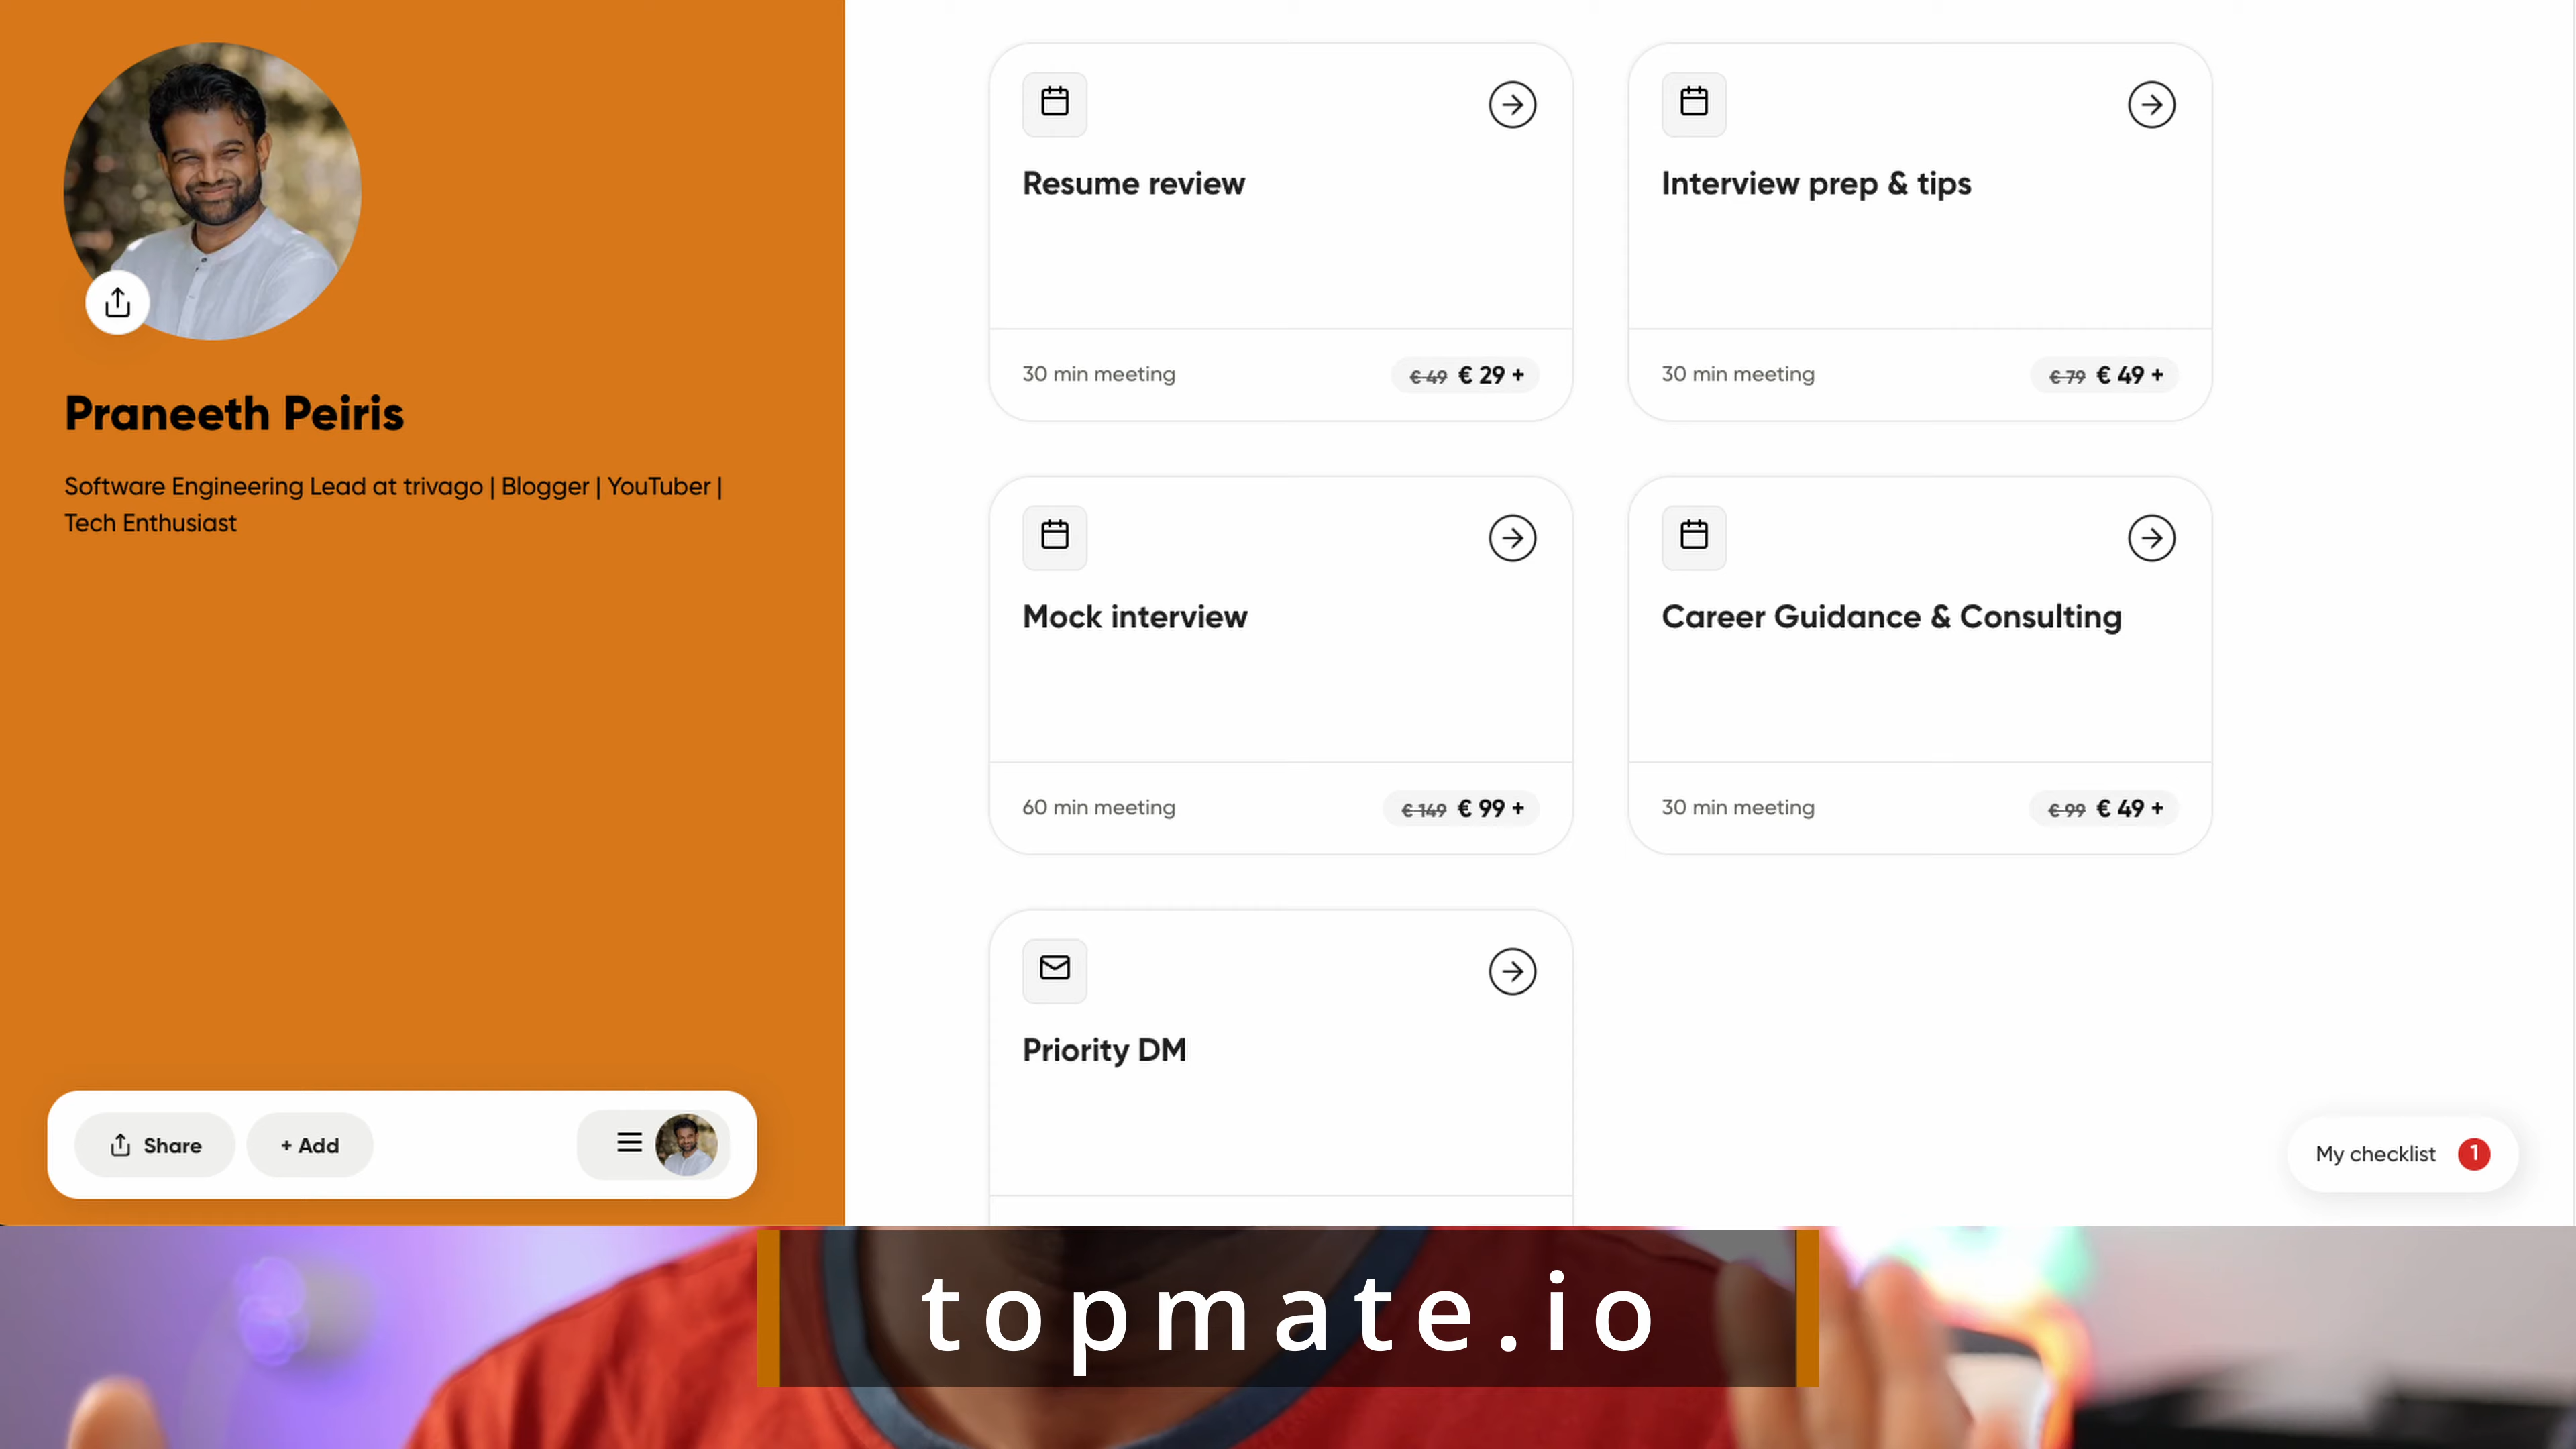 Praneeth Peiris
Software Engineering Lead at trivago | Blogger | YouTuber |
Tech Enthusiast
Share
+ Add
Resume review
30 min meeting
€ 49 € 29 +
Interview prep & tips
30 min meeting
€ 79 € 49 +
Mock interview
60 min meeting
€ 149 € 99 +
Career Guidance & Consulting
30 min meeting
€ 99 € 49 +
Priority DM
My checklist 1
topmate.io